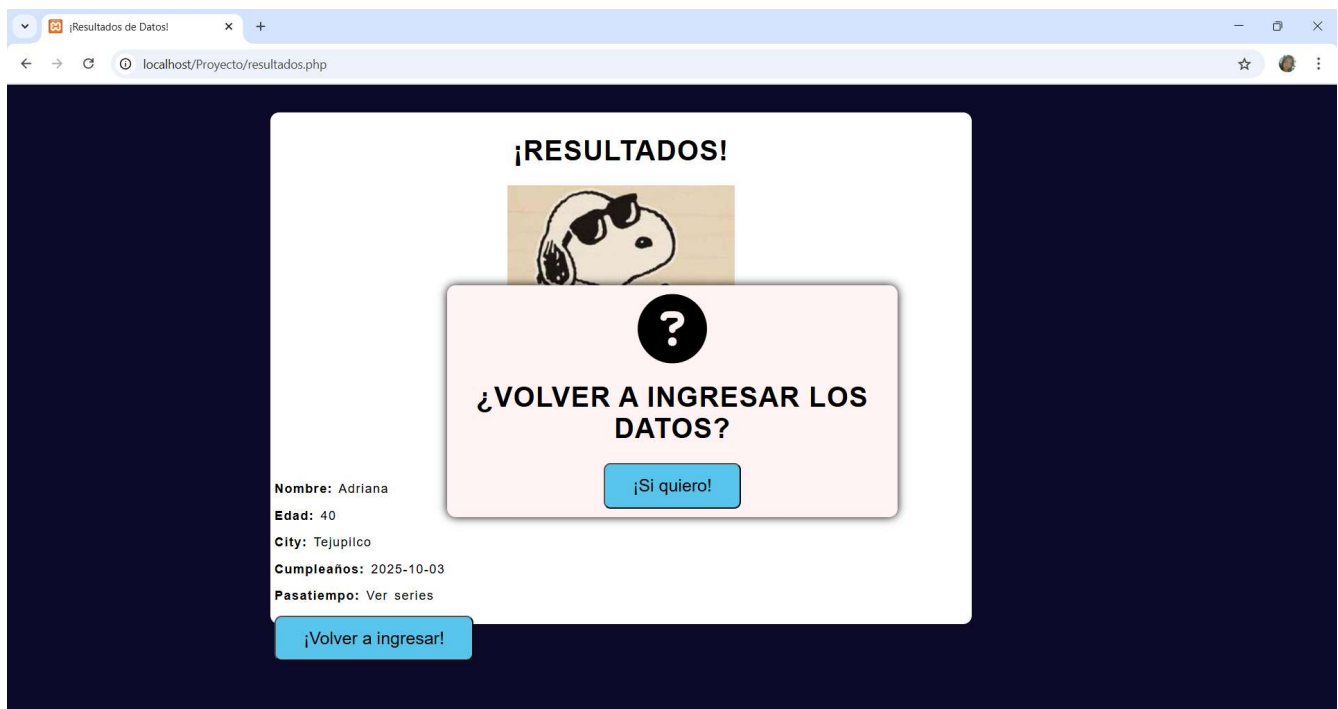 ¡Resultados de Datos!
localhost/Proyecto/resultados.php
¡RESULTADOS!
¿VOLVER A INGRESAR LOS
DATOS?
¡Si quiero!
Nombre: Adriana
Edad: 40
City: Tejupilco
Cumpleaños: 2025-10-03
Pasatiempo: Ver series
¡Volver a ingresar!